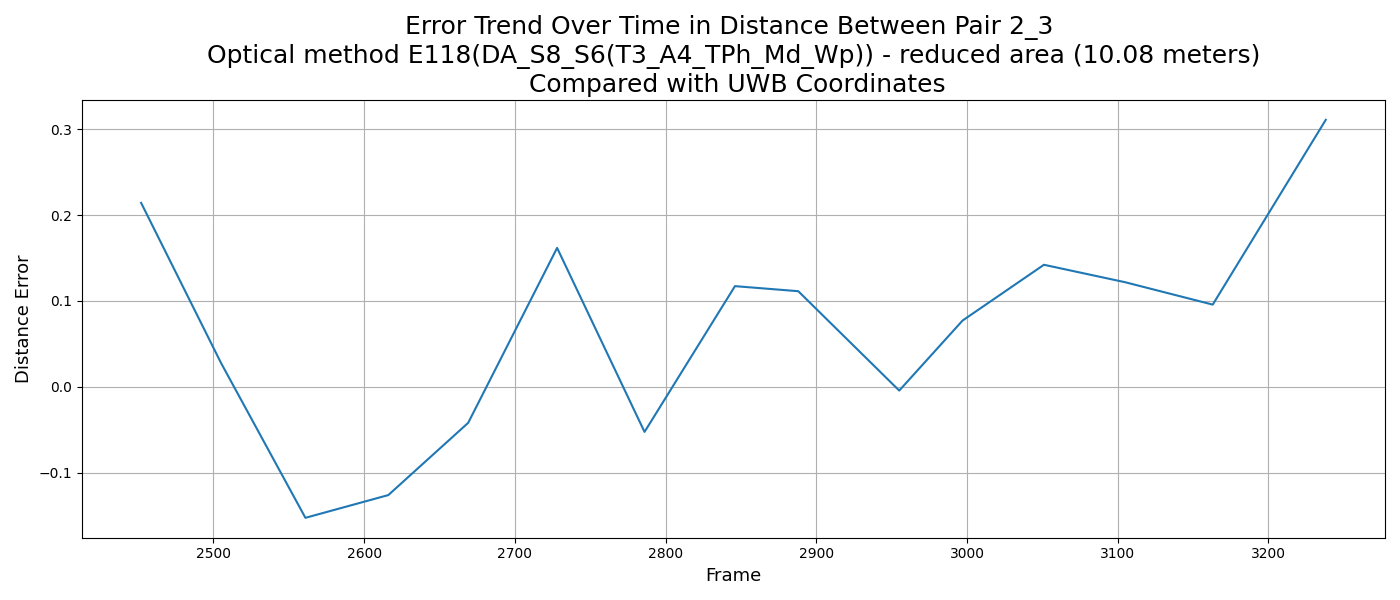 Error Trend Over Time in Distance Between Pair 2_3
Optical method E118(DA_S8_S6(T3_A4_TPh_Md_Wp)) - reduced area (10.08 meters)
Compared with UWB Coordinates
Distance Error
0.3
0.2
0.1
0.0
−0.1
2500 2600 2700 2800 2900 3000 3100 3200
Frame